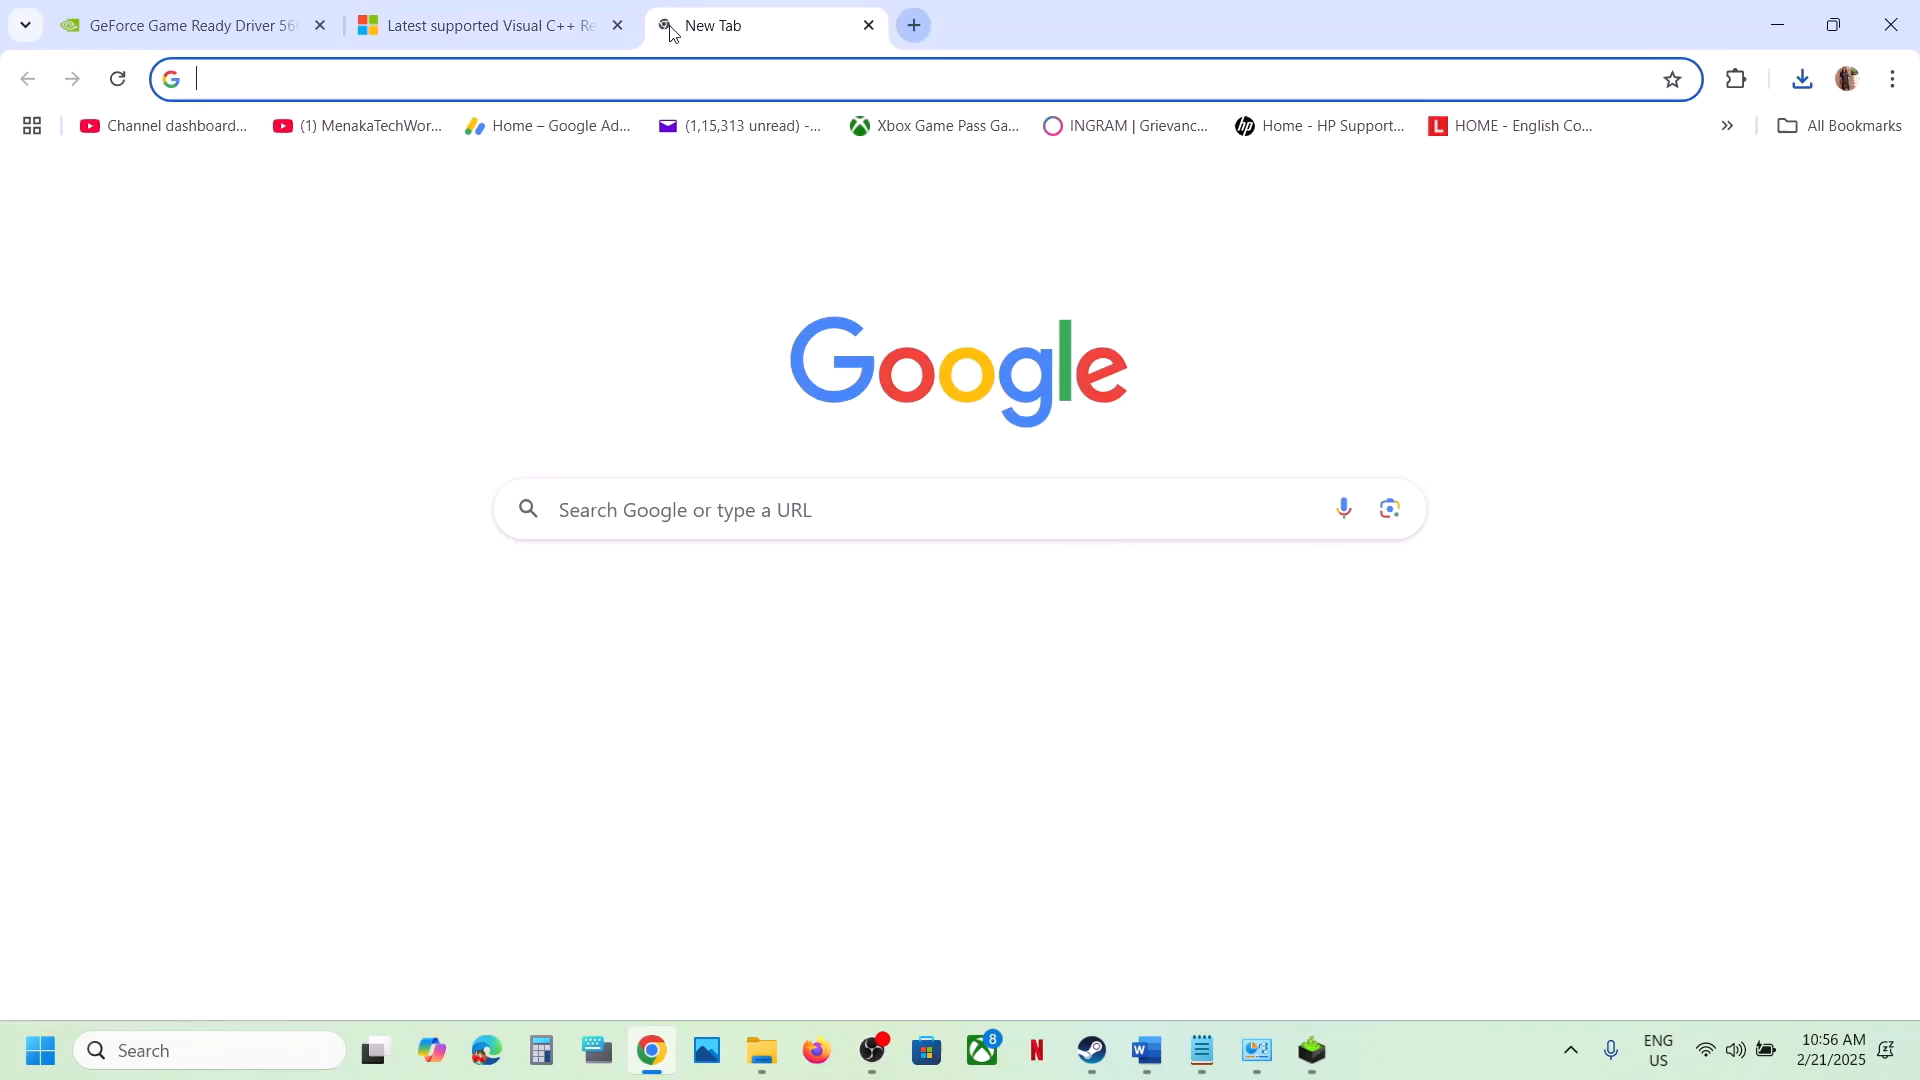 GeForce Game Ready Driver 56
Latest supported Visual C++ Re
New Tab
Channel dashboard...
(1) MenakaTechWor...
Home – Google Ad...
(1,15,313 unread) -...
Xbox Game Pass Ga...
INGRAM | Grievanc...
Home - HP Support...
HOME - English Co...
All Bookmarks
Google
Search Google or type a URL
Search
8
ENG
US
10:56 AM
2/21/2025